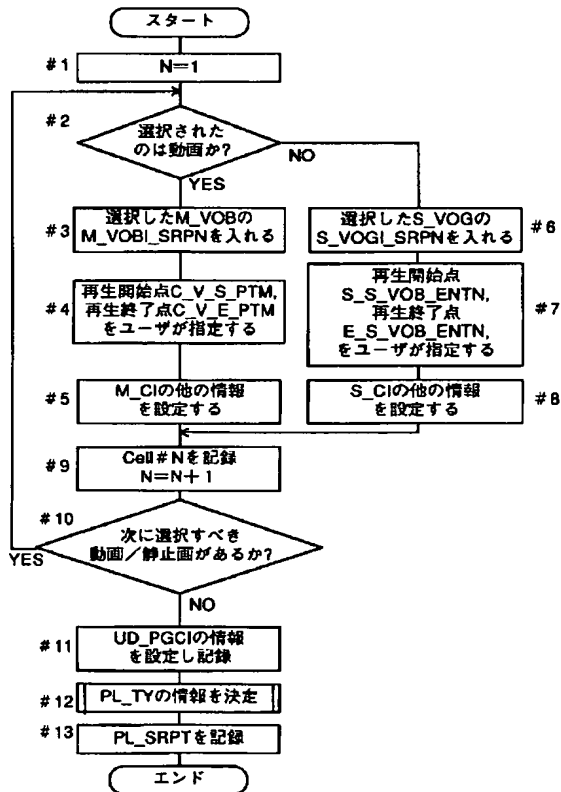 スタート
#1
N=1
#2
選択された
のは動画か?
NO
YES
#3
選択したM_VOBの
M_VOBI_SRPNを入れる
選択したS_VOGの
S_VOGI_SRPNを入れる
#6
#4
再生開始点C_V_S_PTM,
再生終了点C_V_E_PTM
をユーザが指定する
再生開始点
S_S_VOB_ENTN,
再生終了点
E_S_VOB_ENTN,
をユーザが指定する
#7
#5
M_CIの他の情報
を設定する
S_CIの他の情報
を設定する
#8
#9
Cell#Nを記録
N=N+1
#10
次に選択すべき
動画/静止画があるか?
YES
NO
#11
UD_PGCIの情報
を設定し記録
#12
PL_TYの情報を決定
#13
PL_SRPTを記録
エンド